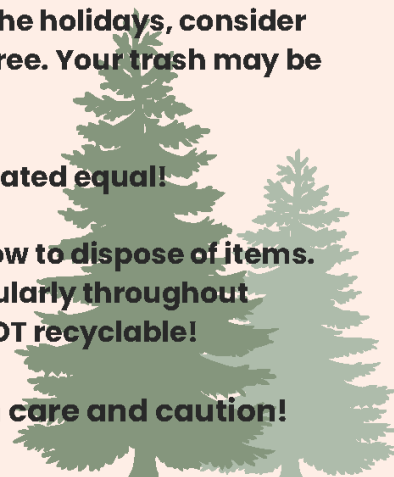 he holidays, consider
ree. Your trash may be
ated equal!
ow to dispose of items.
ularly throughout
OT recyclable!
care and caution!